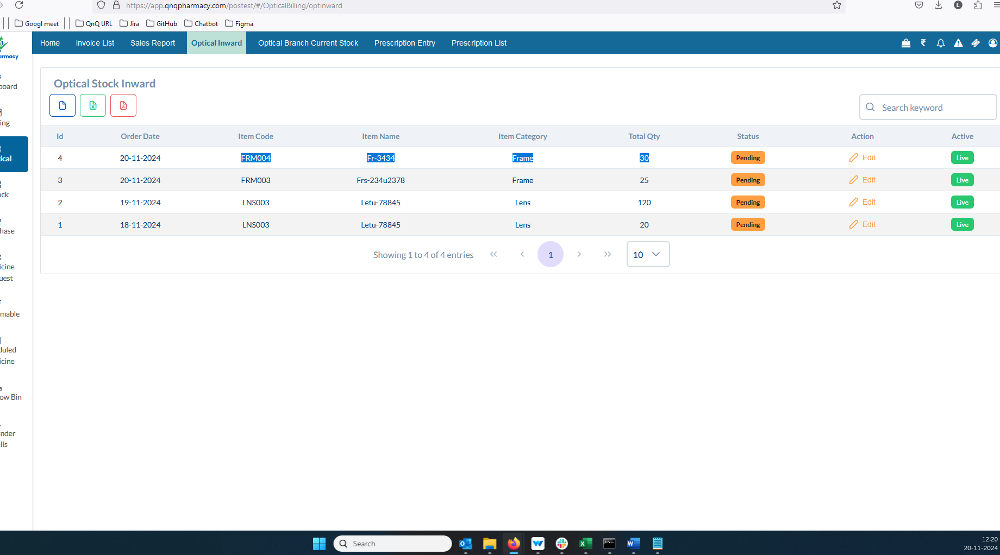 https://app.qnqpharmacy.com/postest/#/OpticalBilling/optinward
L
Googl meet QnQ URL Jira GitHub Chatbot Figma
armacy
Home Invoice List Sales Report Optical Inward Optical Branch Current Stock Prescription Entry Prescription List
board
ing
ical
ock
hase
icine
uest
mable
duled
icine
ow Bin
nder
lls
Optical Stock Inward
Search keyword
Id Order Date Item Code Item Name Item Category Total Qty Status Action Active
4 20-11-2024 FRM004 Fr-3434 Frame 30 Pending Edit Live
3 20-11-2024 FRM003 Frs-234u2378 Frame 25 Pending Edit Live
2 19-11-2024 LNS003 Letu-78845 Lens 120 Pending Edit Live
1 18-11-2024 LNS003 Letu-78845 Lens 20 Pending Edit Live
Showing 1 to 4 of 4 entries << < 1 > >> 10
Search
12:20
20-11-2024